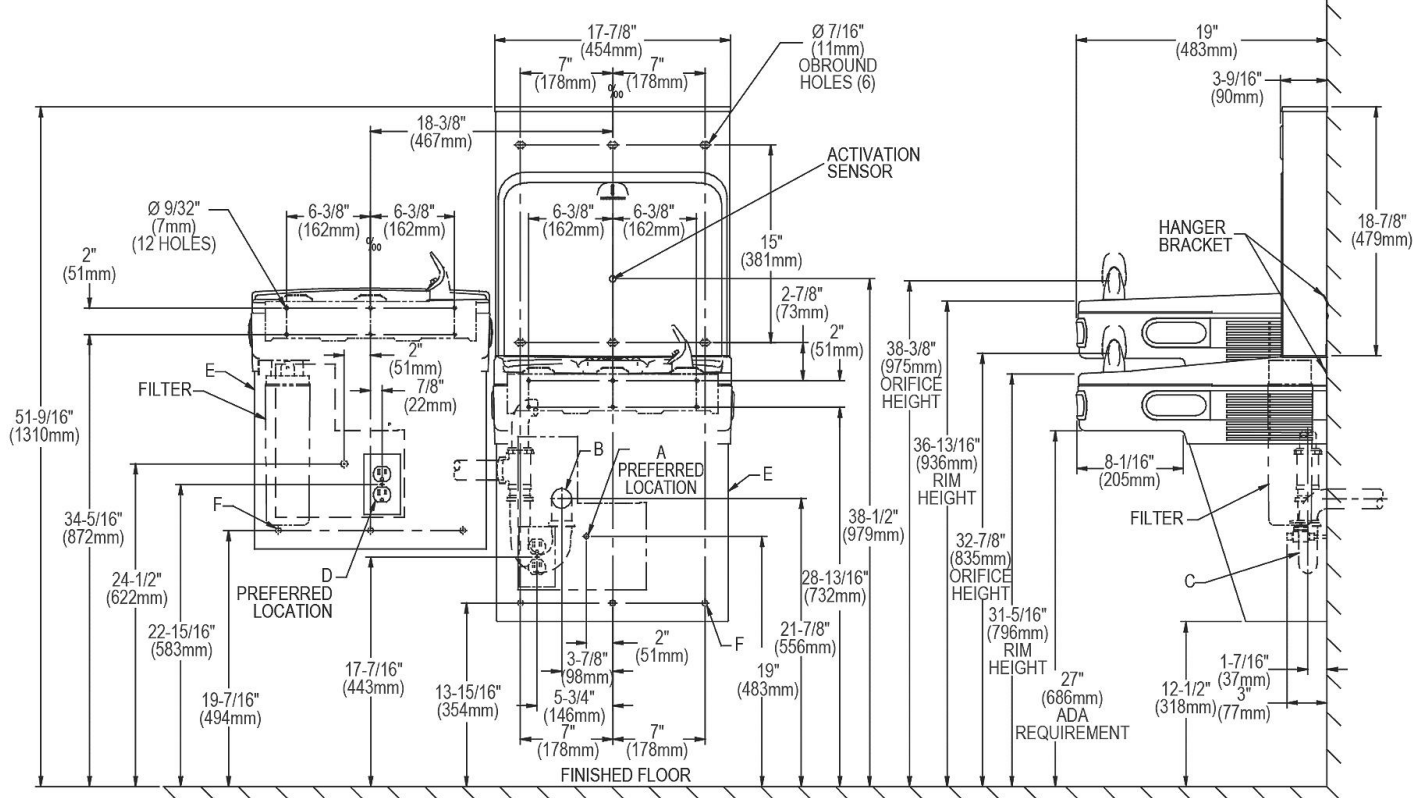 17-7/8"
(454mm)
7"
(178mm)
7"
(178mm)
Ø 7/16"
(11mm)
OBROUND
HOLES (6)
19"
(483mm)
3-9/16"
(90mm)
18-3/8"
(467mm)
ACTIVATION
SENSOR
Ø 9/32"
(7mm)
(12 HOLES)
6-3/8"
(162mm)
6-3/8"
(162mm)
6-3/8"
(162mm)
6-3/8"
(162mm)
15"
(381mm)
HANGER
BRACKET
18-7/8"
(479mm)
2"
(51mm)
2-7/8"
(73mm)
2"
(51mm)
2"
(51mm)
7/8"
(22mm)
E
FILTER
38-3/8"
(975mm)
ORIFICE
HEIGHT
51-9/16"
(1310mm)
B
A
PREFERRED
LOCATION
E
36-13/16"
(936mm)
RIM
HEIGHT
8-1/16"
(205mm)
FILTER
F
34-5/16"
(872mm)
38-1/2"
(979mm)
32-7/8"
(835mm)
ORIFICE
HEIGHT
24-1/2"
(622mm)
D
PREFERRED
LOCATION
28-13/16"
(732mm)
C
22-15/16"
(583mm)
21-7/8"
(556mm)
31-5/16"
(796mm)
RIM
HEIGHT
F
2"
(51mm)
3-7/8"
(98mm)
19"
(483mm)
17-7/16"
(443mm)
19-7/16"
(494mm)
13-15/16"
(354mm)
5-3/4"
(146mm)
7"
(178mm)
7"
(178mm)
27"
(686mm)
ADA
REQUIREMENT
12-1/2"
(318mm)
1-7/16"
(37mm)
3"
(77mm)
FINISHED FLOOR